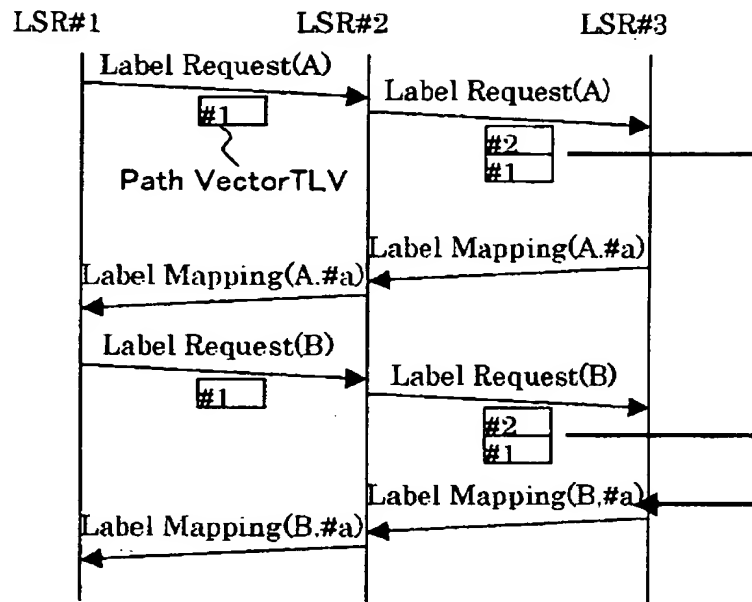 LSR#1 LSR#2 LSR#3
Label Request(A)
Label Request(A)
#1
#2
#1
Path VectorTLV
Label Mapping(A.#a)
Label Mapping(A.#a)
Label Request(B)
Label Request(B)
#1
#2
#1
Label Mapping(B,#a)
Label Mapping(B.#a)